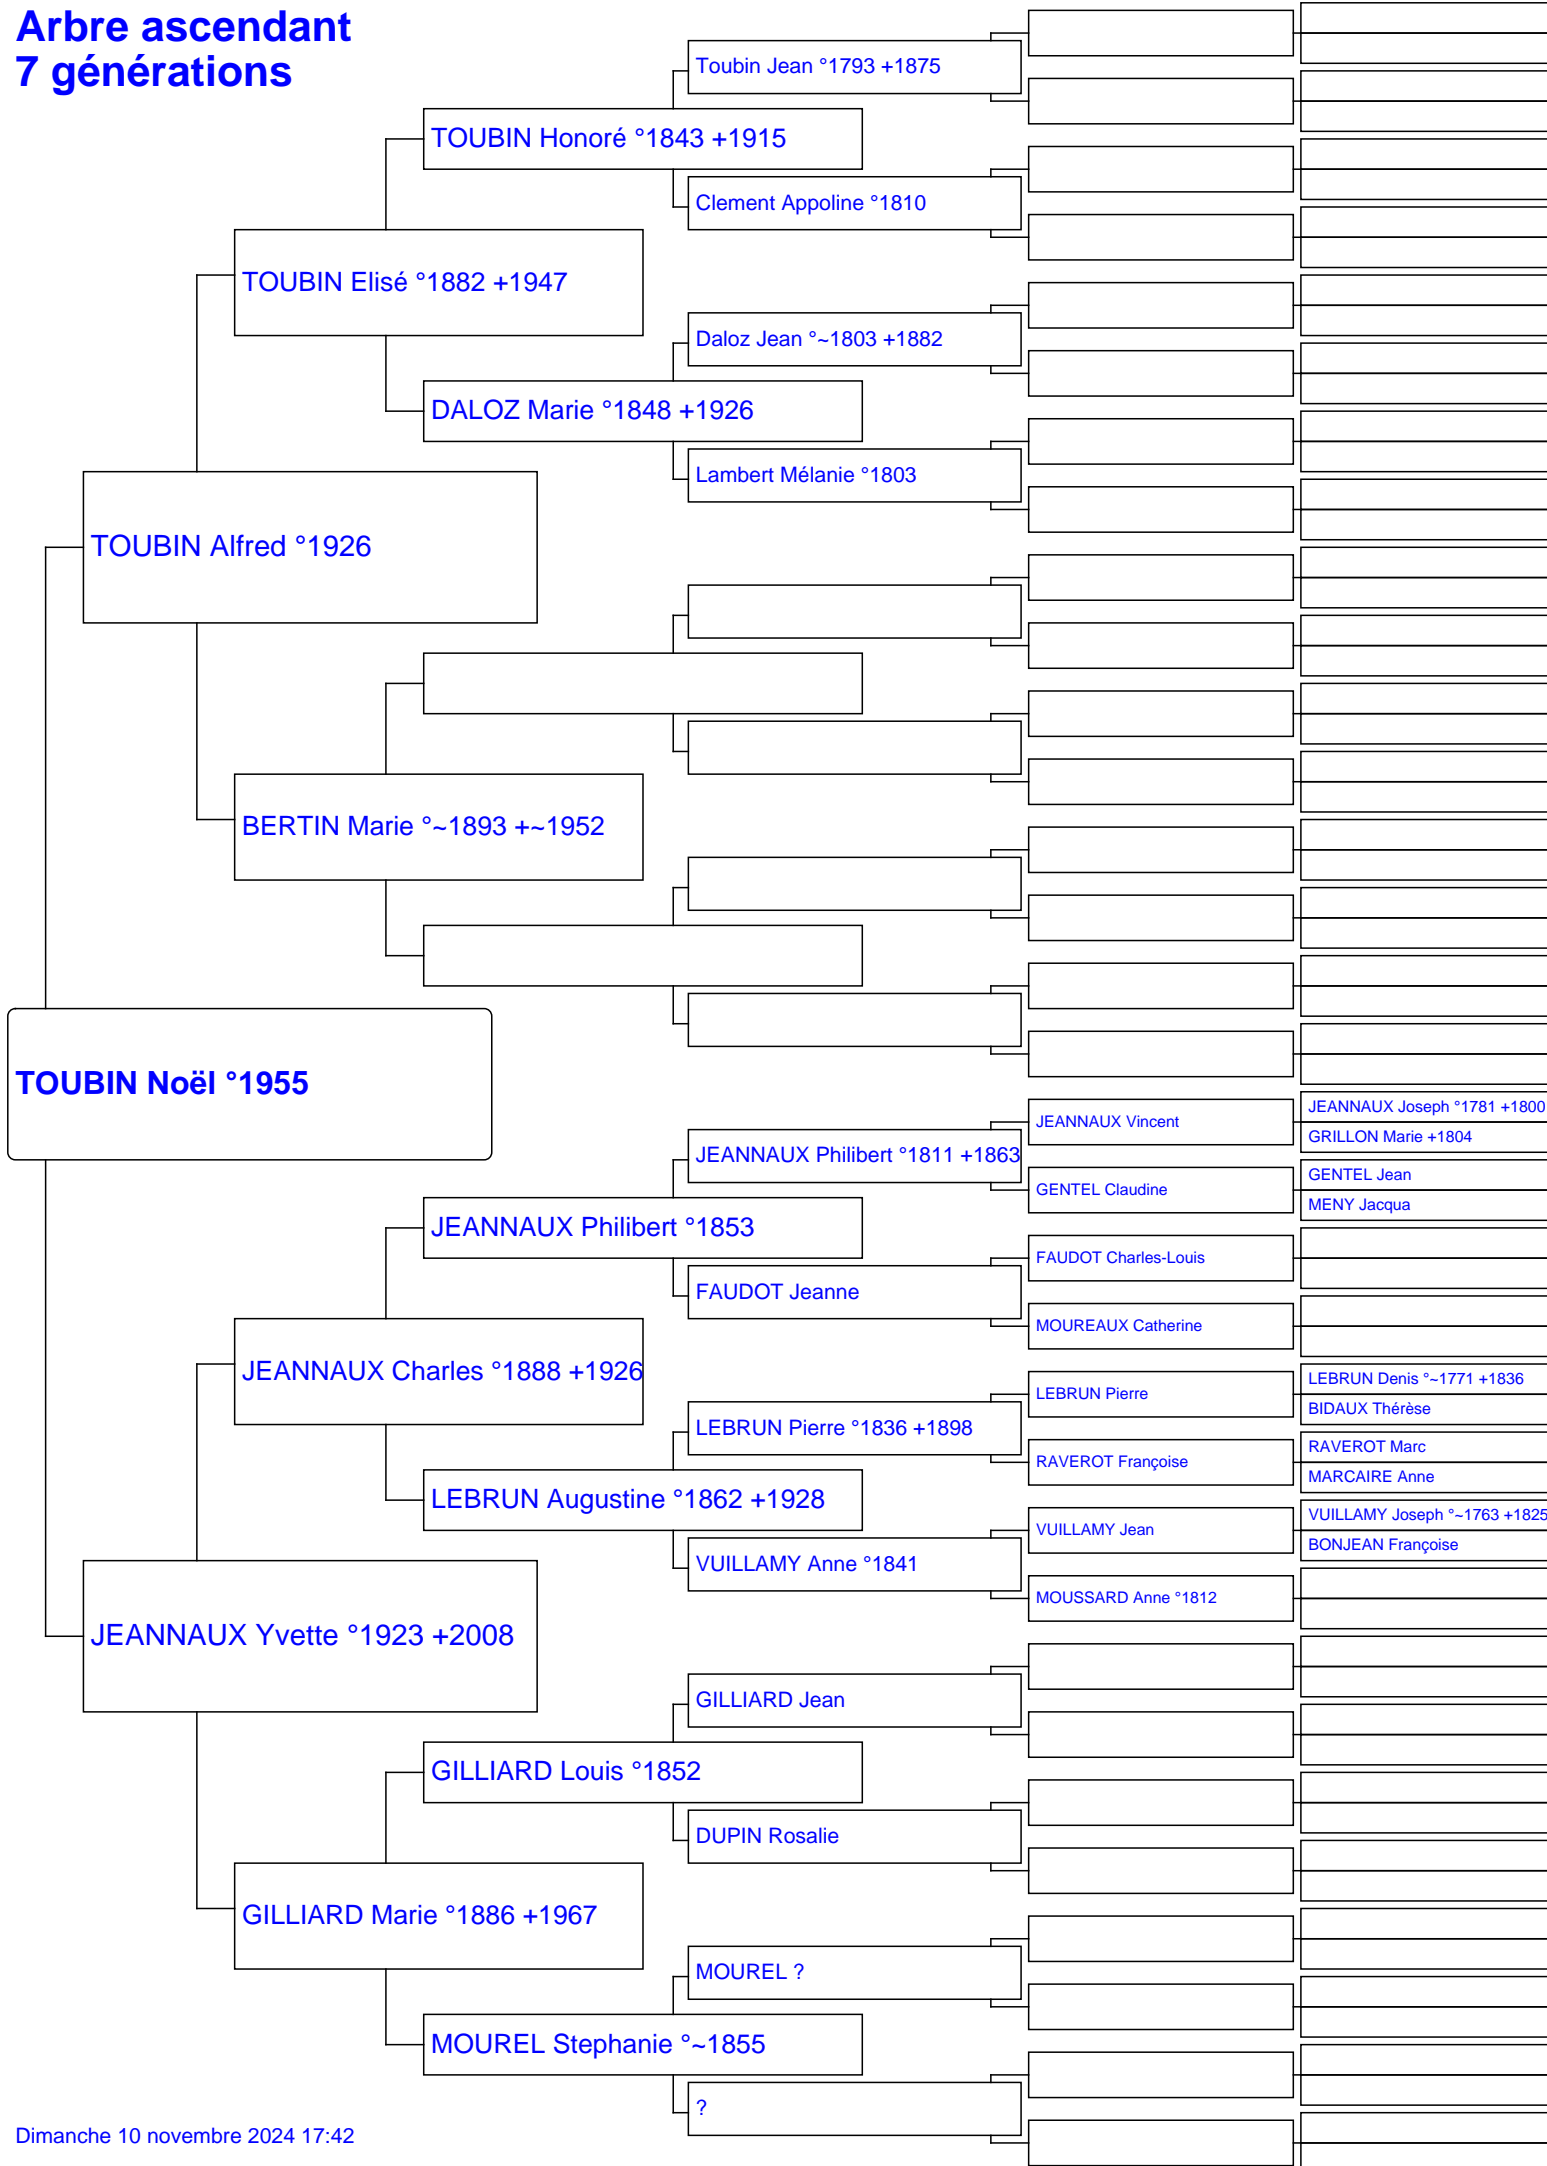 Arbre ascendant
7 générations
TOUBIN Noël °1955
TOUBIN Alfred °1926
JEANNAUX Yvette °1923 +2008
TOUBIN Elisé °1882 +1947
BERTIN Marie °~1893 +~1952
JEANNAUX Charles °1888 +1926
GILLIARD Marie °1886 +1967
TOUBIN Honoré °1843 +1915
DALOZ Marie °1848 +1926
JEANNAUX Philibert °1853
LEBRUN Augustine °1862 +1928
GILLIARD Louis °1852
MOUREL Stephanie °~1855
Toubin Jean °1793 +1875
Clement Appoline °1810
Daloz Jean °~1803 +1882
Lambert Mélanie °1803
JEANNAUX Philibert °1811 +1863
FAUDOT Jeanne
LEBRUN Pierre °1836 +1898
VUILLAMY Anne °1841
GILLIARD Jean
DUPIN Rosalie
MOUREL ?
?
JEANNAUX Vincent
GENTEL Claudine
FAUDOT Charles-Louis
MOUREAUX Catherine
LEBRUN Pierre
RAVEROT Françoise
VUILLAMY Jean
MOUSSARD Anne °1812
JEANNAUX Joseph °1781 +1800
GRILLON Marie +1804
GENTEL Jean
MENY Jacqua
LEBRUN Denis °~1771 +1836
BIDAUX Thérèse
RAVEROT Marc
MARCAIRE Anne
VUILLAMY Joseph °~1763 +1825
BONJEAN Françoise
Dimanche 10 novembre 2024 17:42